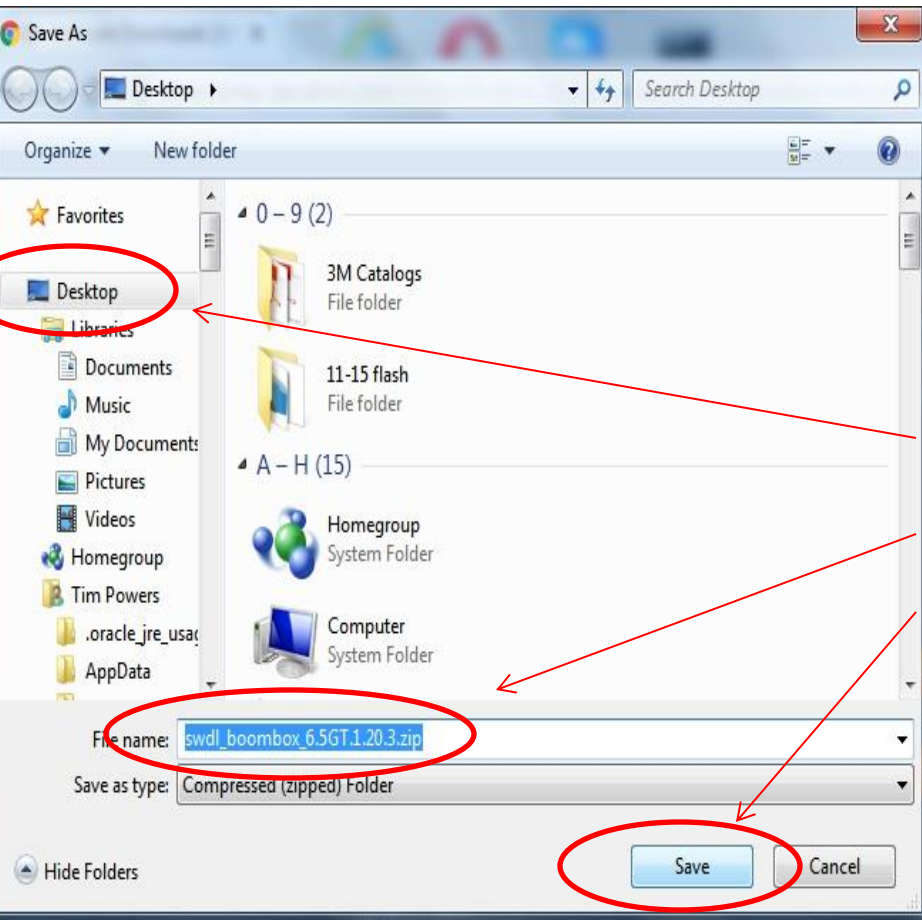 Save As
Desktop
Search Desktop
Organize
New folder
Favorites
Desktop
Libraries
Documents
Music
My Documents
Pictures
Videos
Homegroup
Tim Powers
.oracle_jre_usag
AppData
0 – 9 (2)
3M Catalogs
File folder
11-15 flash
File folder
A – H (15)
Homegroup
System Folder
Computer
System Folder
File name: swdl_boombox_6.5GT.1.20.3.zip
Save as type: Compressed (zipped) Folder
Hide Folders
Save
Cancel